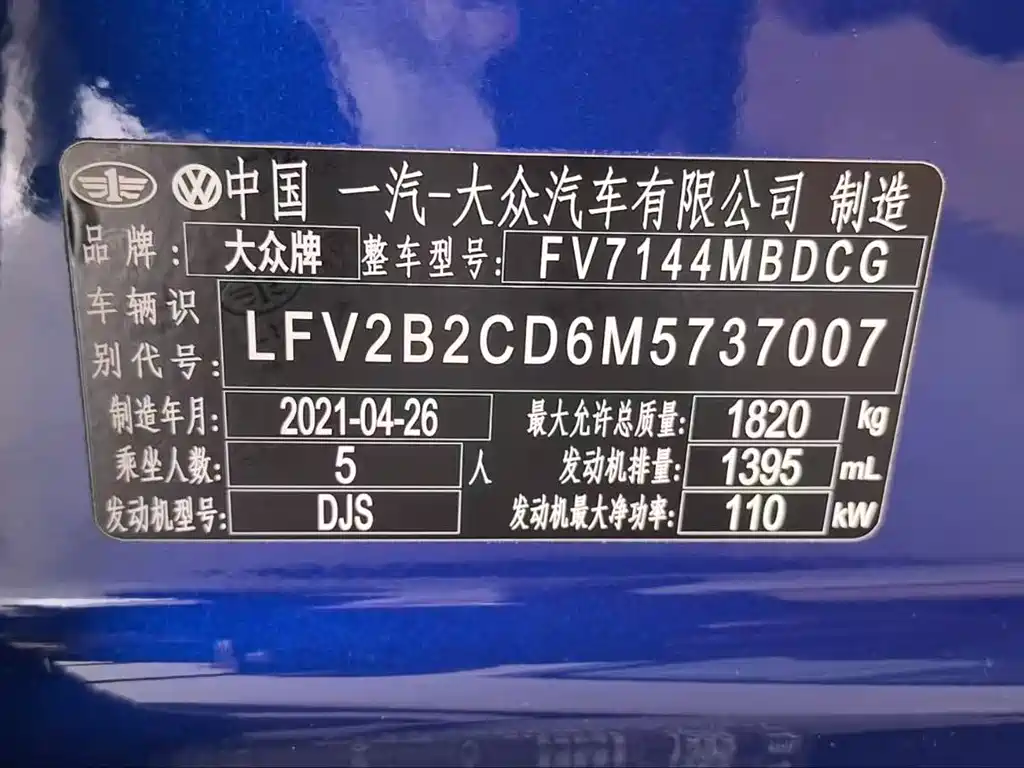 中国 一汽-大众汽车有限公司 制造
品牌: 大众牌 整车型号: FV7144MBDCG
车辆识别代号: LFV2B2CD6M5737007
制造年月: 2021-04-26 最大允许总质量: 1820 kg
乘坐人数: 5 人 发动机排量: 1395 mL
发动机型号: DJS 发动机最大净功率: 110 kW